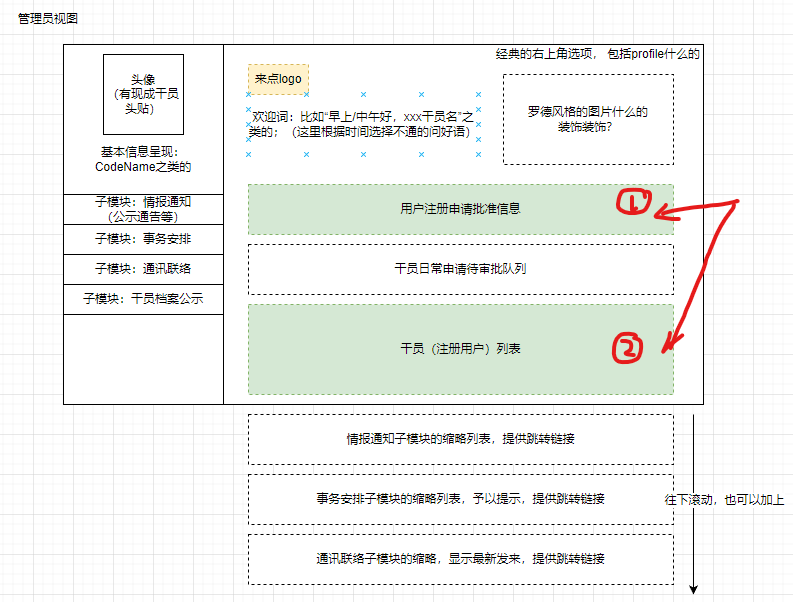 管理员视图
经典的右上角选项， 包括profile什么的
头像
（有现成干员
头贴）
基本信息呈现：
CodeName之类的
来点logo
欢迎词：比如“早上/中午好，xxx干员名”之
类的；（这里根据时间选择不通的问好语）
罗德风格的图片什么的
装饰装饰？
子模块：情报通知
（公示通告等）
子模块：事务安排
子模块：通讯联络
子模块：干员档案公示
用户注册申请批准信息
1
干员日常申请待审批队列
干员（注册用户）列表
2
情报通知子模块的缩略列表，提供跳转链接
事务安排子模块的缩略列表，予以提示，提供跳转链接
往下滚动，也可以加上
通讯联络子模块的缩略，显示最新发来，提供跳转链接